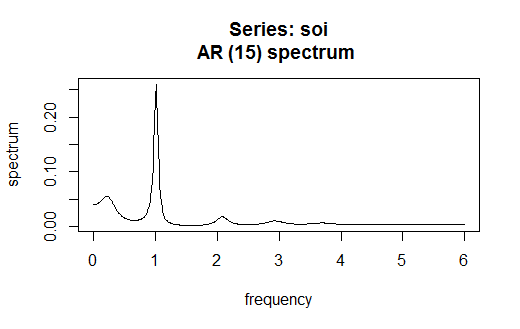 Series: soi
AR (15) spectrum
spectrum
0.00 0.10 0.20
0 1 2 3 4 5 6
frequency